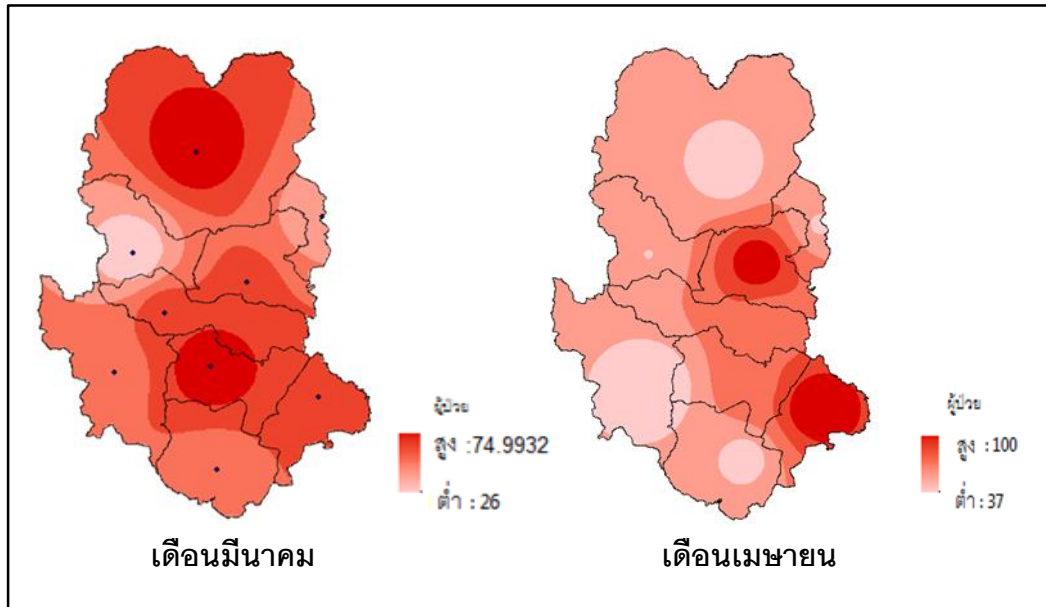 ผู้ป่วย
สูง :74.9932
ต่ำ : 26
เดือนมีนาคม
ผู้ป่วย
สูง :100
ต่ำ :37
เดือนเมษายน